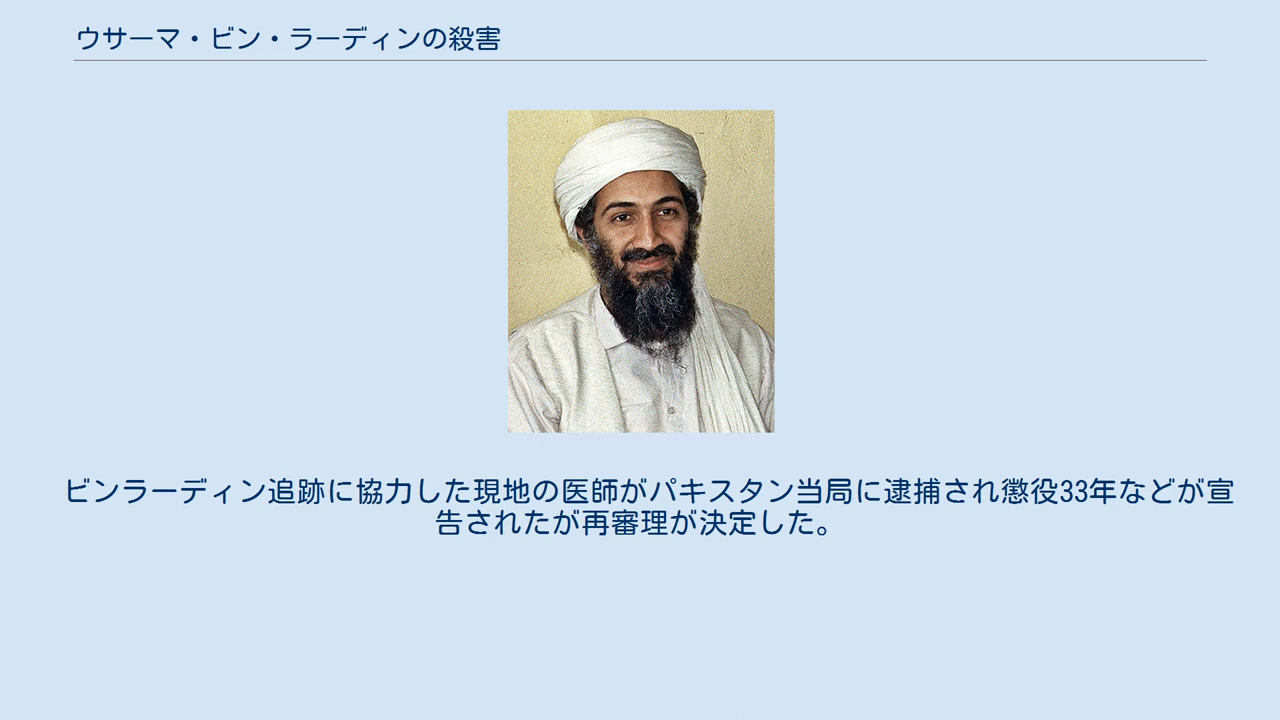 ウサーマ・ビン・ラーディンの殺害
ビンラーディン追跡に協力した現地の医師がパキスタン当局に逮捕され懲役33年などが宣
告されたが再審理が決定した。